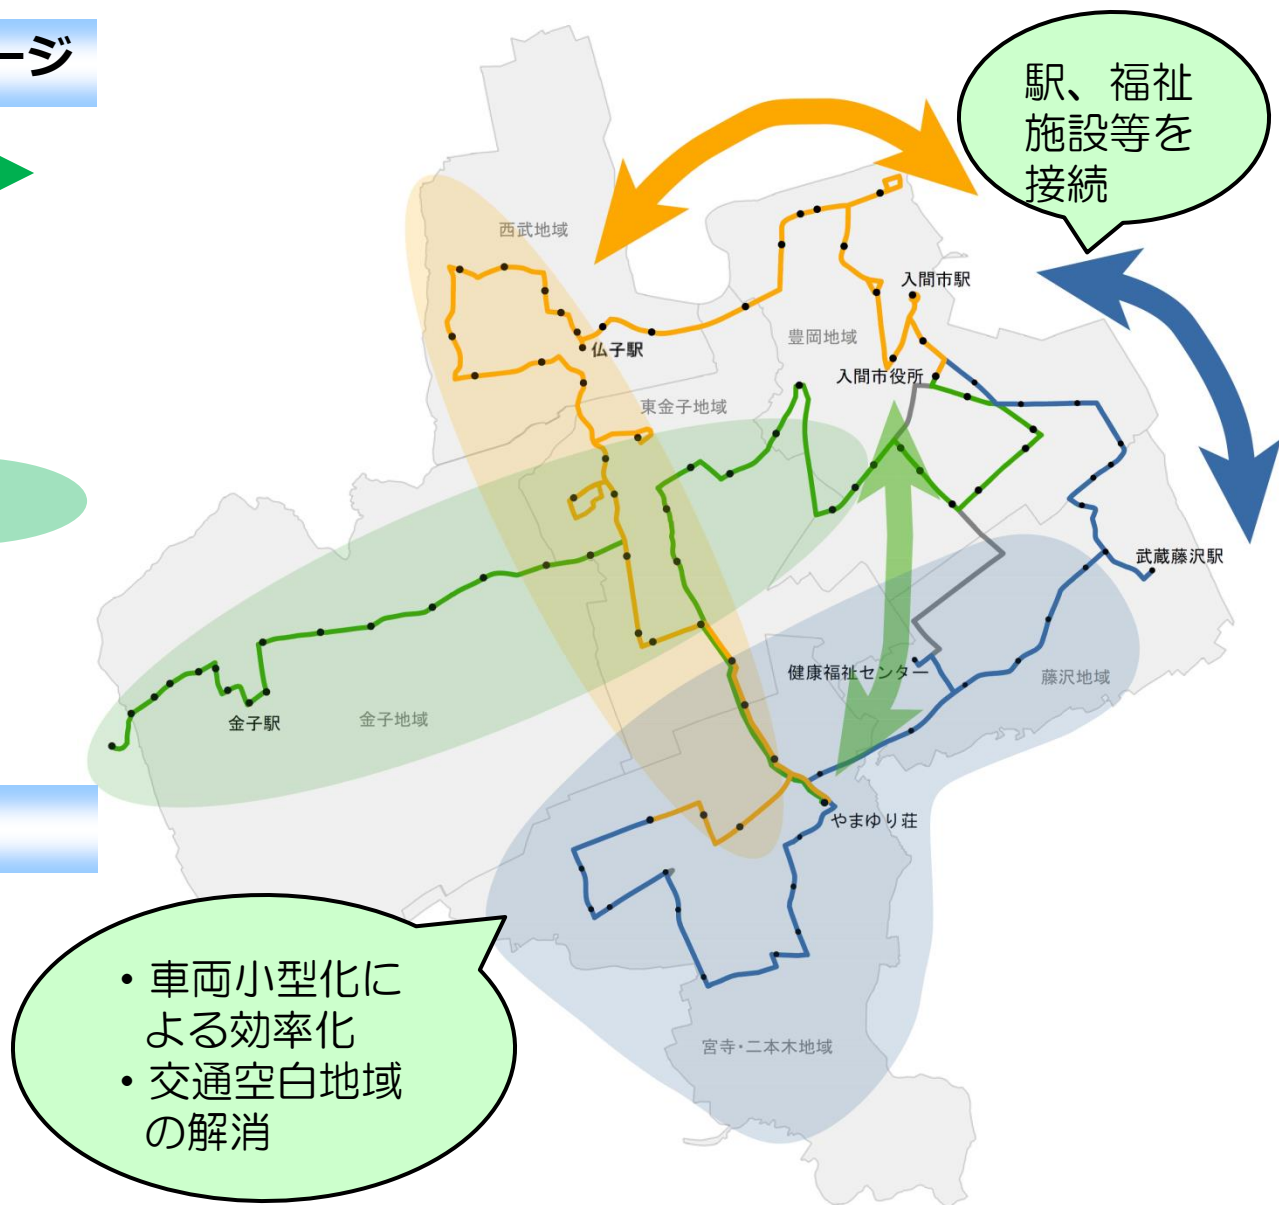 ージ
駅、福祉
施設等を
接続
西武地域
入間市駅
豊岡地域
仏子駅
入間市役所
東金子地域
武蔵藤沢駅
健康福祉センター
藤沢地域
金子駅
金子地域
やまゆり荘
・車両小型化に
よる効率化
・交通空白地域
の解消
宮寺・二本木地域